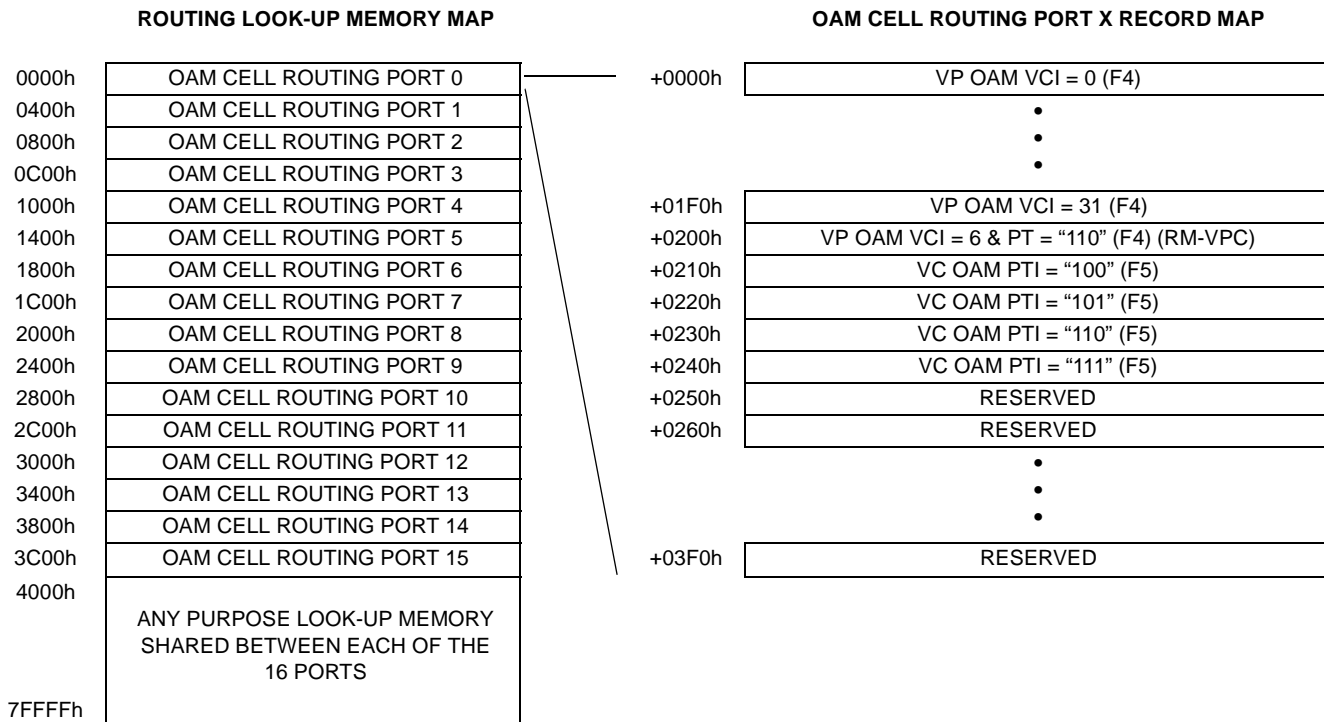 ROUTING LOOK-UP MEMORY MAP
0000h OAM CELL ROUTING PORT 0
0400h OAM CELL ROUTING PORT 1
0800h OAM CELL ROUTING PORT 2
0C00h OAM CELL ROUTING PORT 3
1000h OAM CELL ROUTING PORT 4
1400h OAM CELL ROUTING PORT 5
1800h OAM CELL ROUTING PORT 6
1C00h OAM CELL ROUTING PORT 7
2000h OAM CELL ROUTING PORT 8
2400h OAM CELL ROUTING PORT 9
2800h OAM CELL ROUTING PORT 10
2C00h OAM CELL ROUTING PORT 11
3000h OAM CELL ROUTING PORT 12
3400h OAM CELL ROUTING PORT 13
3800h OAM CELL ROUTING PORT 14
3C00h OAM CELL ROUTING PORT 15
4000h
ANY PURPOSE LOOK-UP MEMORY
SHARED BETWEEN EACH OF THE
16 PORTS
7FFFFh
OAM CELL ROUTING PORT X RECORD MAP
+0000h VP OAM VCI = 0 (F4)
•
•
•
+01F0h VP OAM VCI = 31 (F4)
+0200h VP OAM VCI = 6 & PT = “110” (F4) (RM-VPC)
+0210h VC OAM PTI = “100” (F5)
+0220h VC OAM PTI = “101” (F5)
+0230h VC OAM PTI = “110” (F5)
+0240h VC OAM PTI = “111” (F5)
+0250h RESERVED
+0260h RESERVED
•
•
•
+03F0h RESERVED